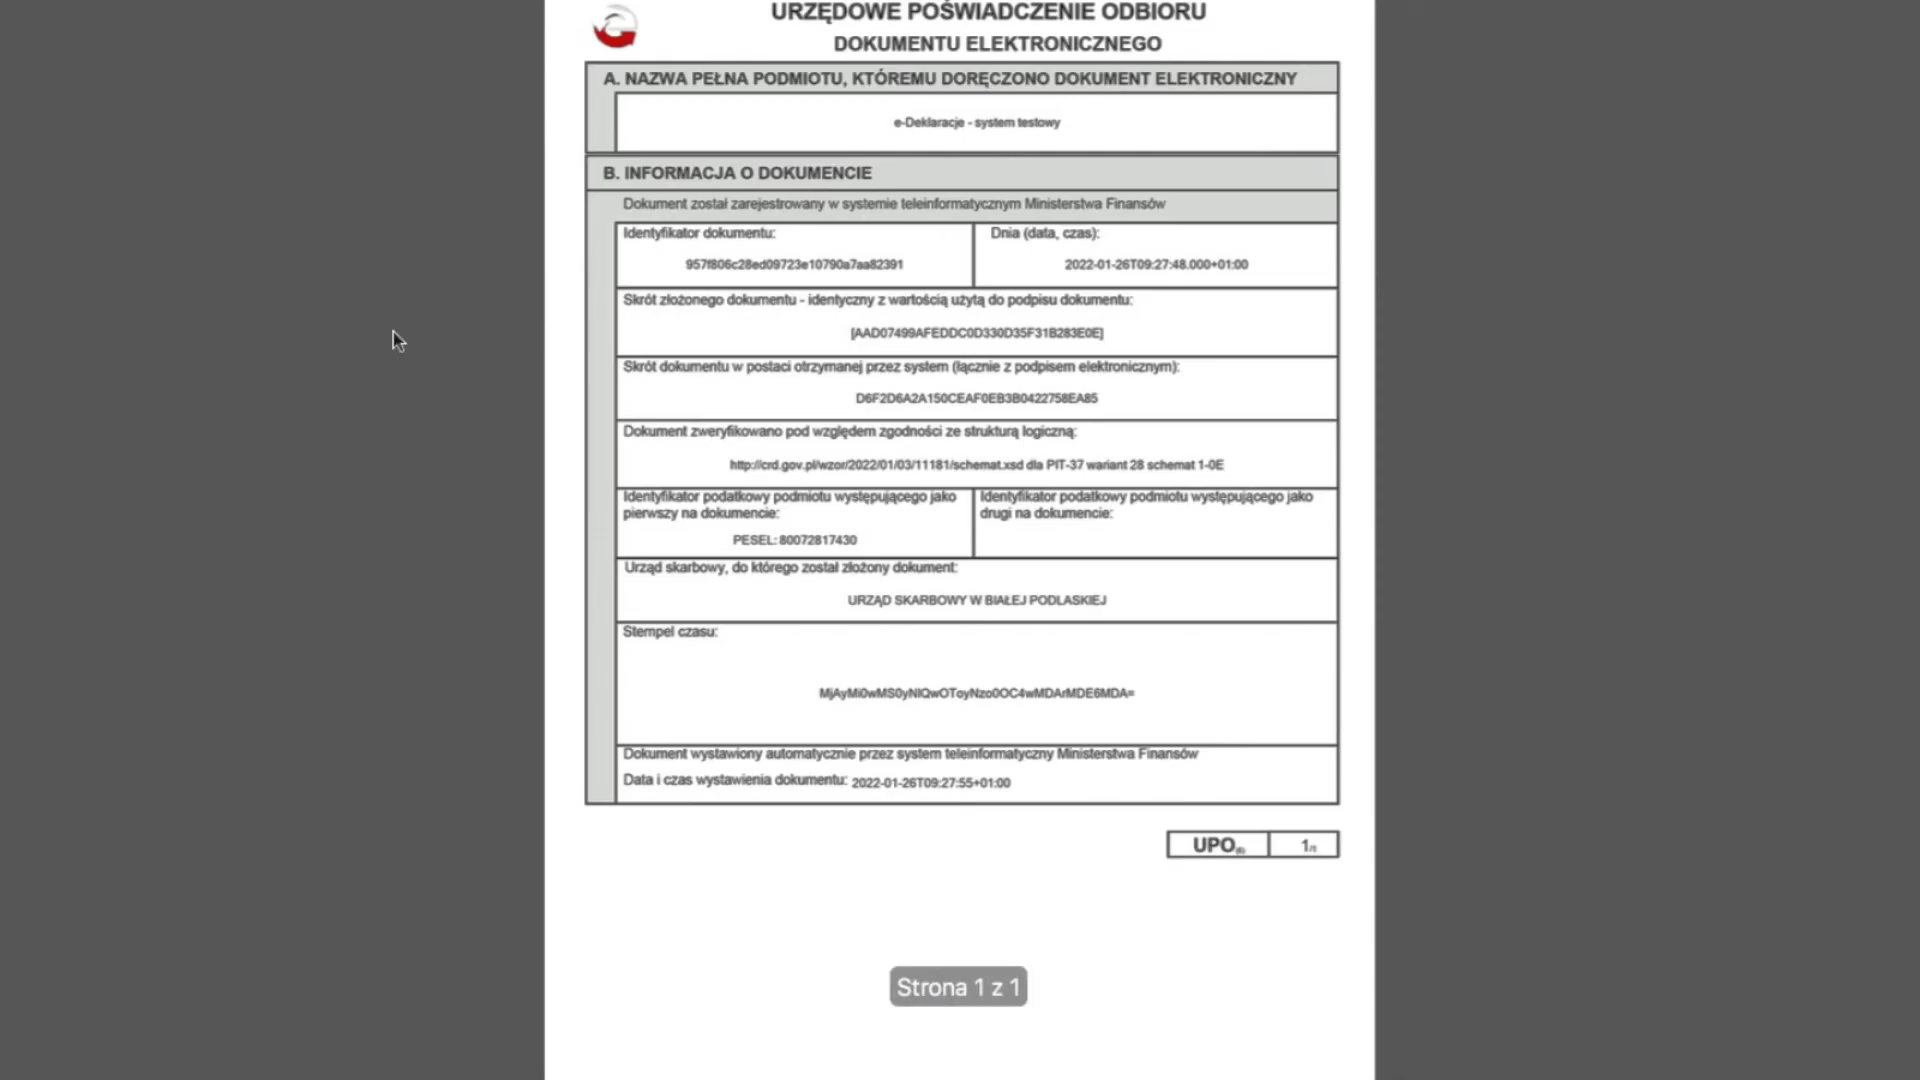 URZĘDOWE POŚWIADCZENIE ODBIORU
DOKUMENTU ELEKTRONICZNEGO
A. NAZWA PEŁNA PODMIOTU, KTÓREMU DORĘCZONO DOKUMENT ELEKTRONICZNY
e-Deklaracje - system testowy
B. INFORMACJA O DOKUMENCIE
Dokument został zarejestrowany w systemie teleinformatycznym Ministerstwa Finansów
Identyfikator dokumentu:
957f806c28ed09723e10790a7aa82391
Dnia (data, czas):
2022-01-26T09:27:48.000+01:00
Skrót złożonego dokumentu - identyczny z wartością użytą do podpisu dokumentu:
[AAD07499AFEDDC0D330D35F31B283E0E]
Skrót dokumentu w postaci otrzymanej przez system (łącznie z podpisem elektronicznym):
D6F2D6A2A150CEAF0EB3B0422758EA85
Dokument zweryfikowano pod względem zgodności ze strukturą logiczną:
http://crd.gov.pl/wzor/2022/01/03/11181/schemat.xsd dla PIT-37 wariant 28 schemat 1-0E
Identyfikator podatkowy podmiotu występującego jako
pierwszy na dokumencie:
PESEL: 80072817430
Identyfikator podatkowy podmiotu występującego jako
drugi na dokumencie:
Urząd skarbowy, do którego został złożony dokument:
URZĄD SKARBOWY W BIAŁEJ PODLASKIEJ
Stempel czasu:
MjAyMi0wMS0yNlQwOToyNzo0OC4wMDArMDE6MDA=
Dokument wystawiony automatycznie przez system teleinformatyczny Ministerstwa Finansów
Data i czas wystawienia dokumentu: 2022-01-26T09:27:55+01:00
UPO
1/1
Strona 1 z 1